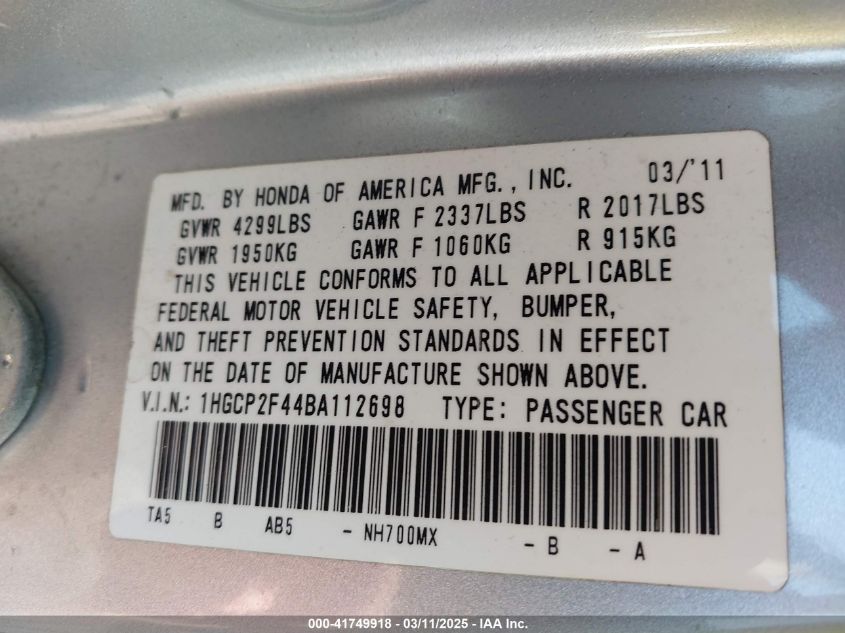 MFD. BY HONDA OF AMERICA MFG., INC. 03/'11
GVWR 4299LBS GAWR F 2337LBS R 2017LBS
GVWR 1950KG GAWR F 1060KG R 915KG
THIS VEHICLE CONFORMS TO ALL APPLICABLE
FEDERAL MOTOR VEHICLE SAFETY, BUMPER,
AND THEFT PREVENTION STANDARDS IN EFFECT
ON THE DATE OF MANUFACTURE SHOWN ABOVE.
V.I.N.: 1HGCP2F44BA112698 TYPE: PASSENGER CAR
TA5 B AB5 - NH700MX - B - A
000-41749918 - 03/11/2025 - IAA Inc.